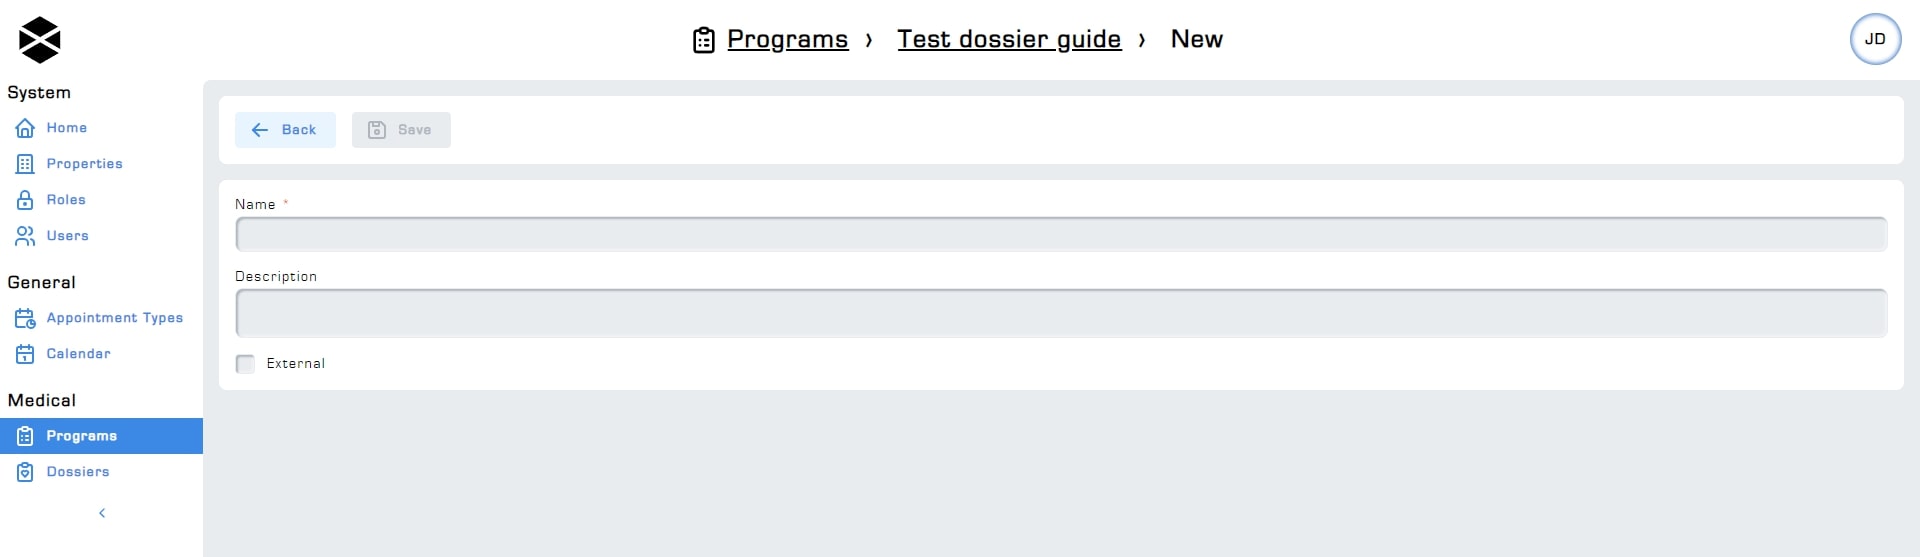 Programs › Test dossier guide › New
JD
System
Home
Properties
Roles
Users
General
Appointment Types
Calendar
Medical
Programs
Dossiers
Back
Save
Name *
Description
External